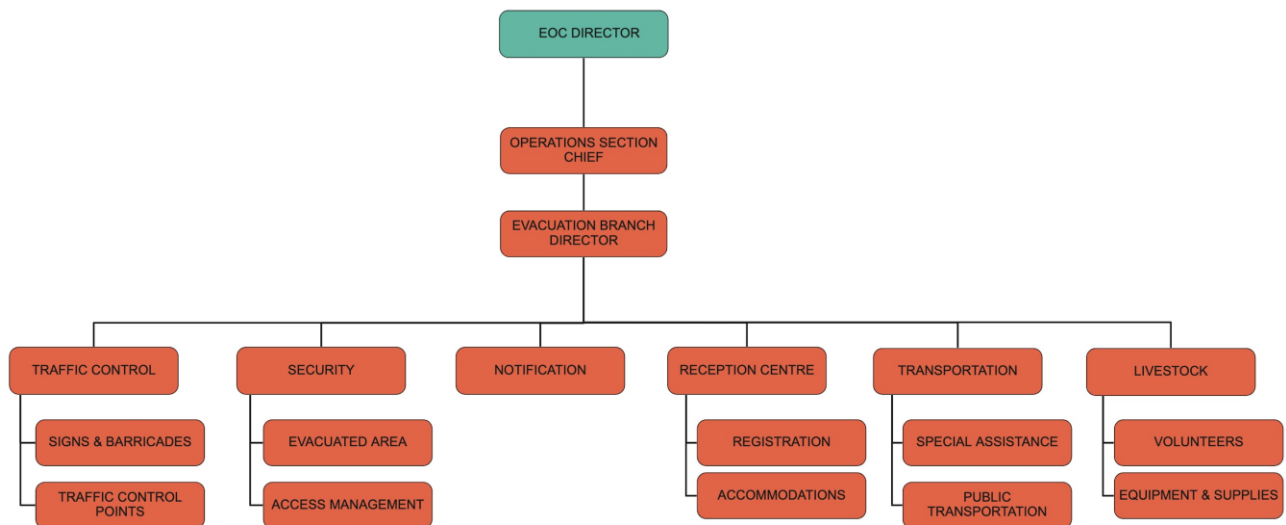 EOC DIRECTOR
OPERATIONS SECTION
CHIEF
EVACUATION BRANCH
DIRECTOR
TRAFFIC CONTROL
SECURITY
NOTIFICATION
RECEPTION CENTRE
TRANSPORTATION
LIVESTOCK
SIGNS & BARRICADES
EVACUATED AREA
REGISTRATION
SPECIAL ASSISTANCE
VOLUNTEERS
TRAFFIC CONTROL
POINTS
ACCESS MANAGEMENT
ACCOMMODATIONS
PUBLIC
TRANSPORTATION
EQUIPMENT & SUPPLIES